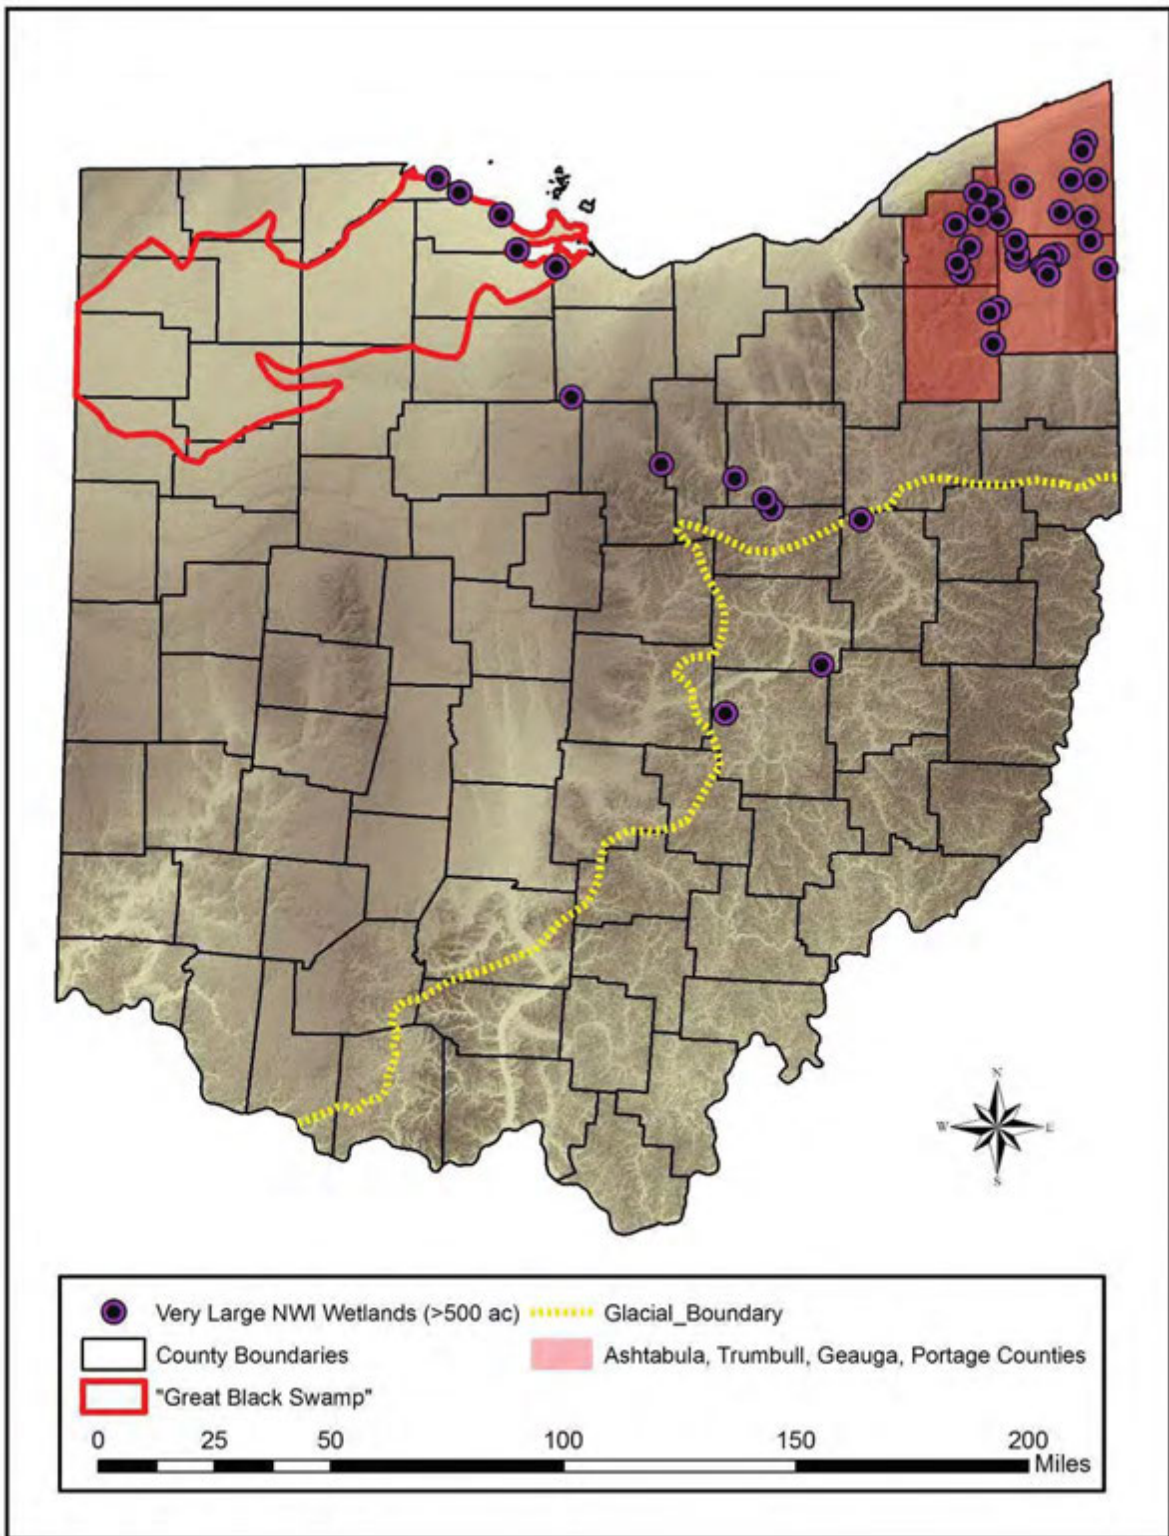 N
W E
S
Very Large NWI Wetlands (>500 ac) Glacial_Boundary
County Boundaries Ashtabula, Trumbull, Geauga, Portage Counties
"Great Black Swamp"
0 25 50 100 150 200
Miles